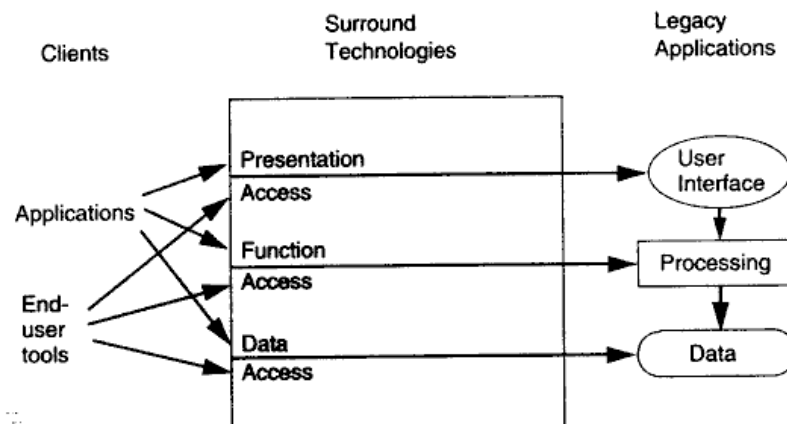 Clients
Surround
Technologies
Legacy
Applications
Presentation
Access
Function
Access
Data
Access
Applications
End-
user
tools
User
Interface
Processing
Data